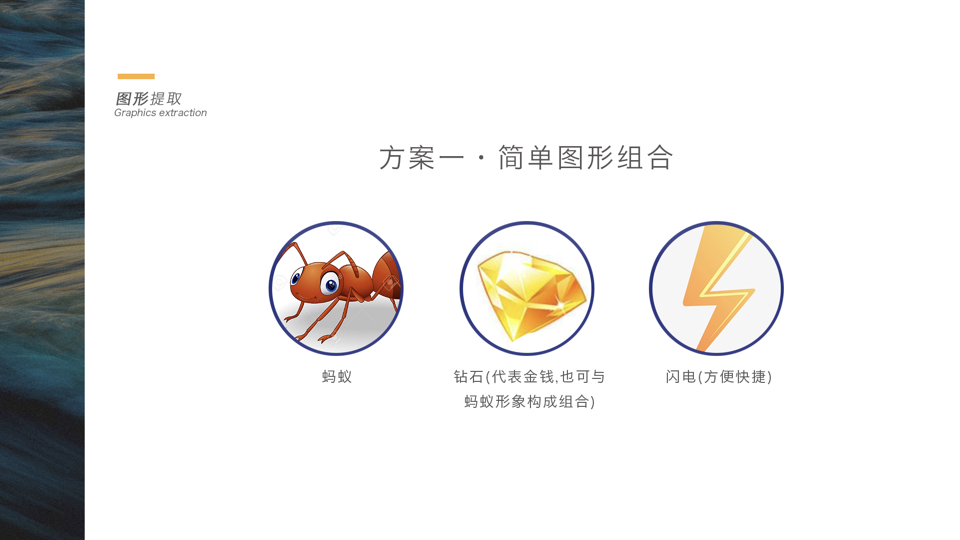 图形提取
Graphics extraction
方案一·简单图形组合
蚂蚁
钻石(代表金钱,也可与
蚂蚁形象构成组合)
闪电(方便快捷)